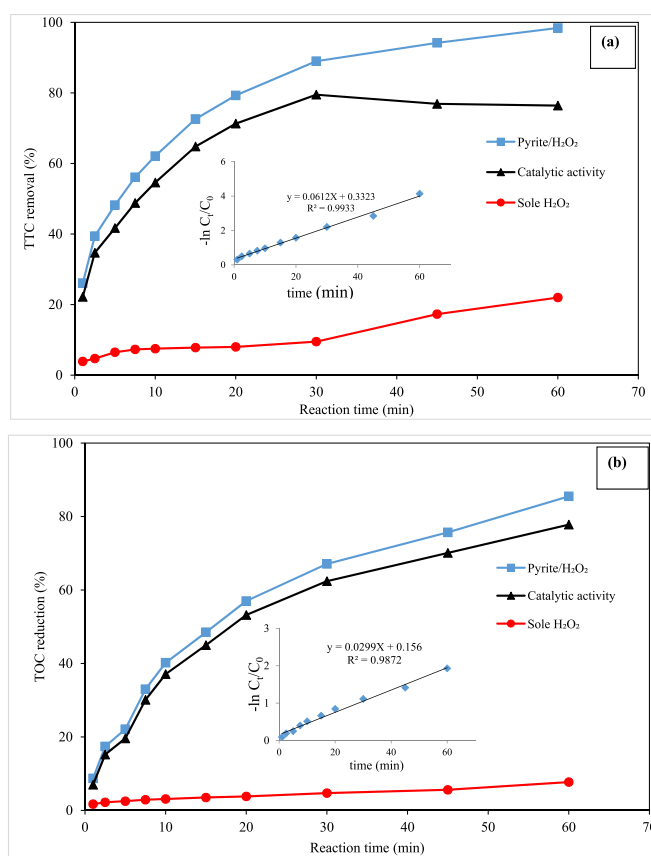 (a)
100
80
60
40
20
0
TTC removal (%)
0 10 20 30 40 50 60 70
Reaction time (min)
Pyrite/H₂O₂
Catalytic activity
Sole H₂O₂
6
4
2
0
-ln Cₜ/C₀
y = 0.0612X + 0.3323
R² = 0.9933
0 20 40 60
time (min)
(b)
100
80
60
40
20
0
TOC reduction (%)
0 10 20 30 40 50 60 70
Reaction time (min)
Pyrite/H₂O₂
Catalytic activity
Sole H₂O₂
3
2
1
0
-ln Cₜ/C₀
y = 0.0299X + 0.156
R² = 0.9872
0 20 40 60
time (min)